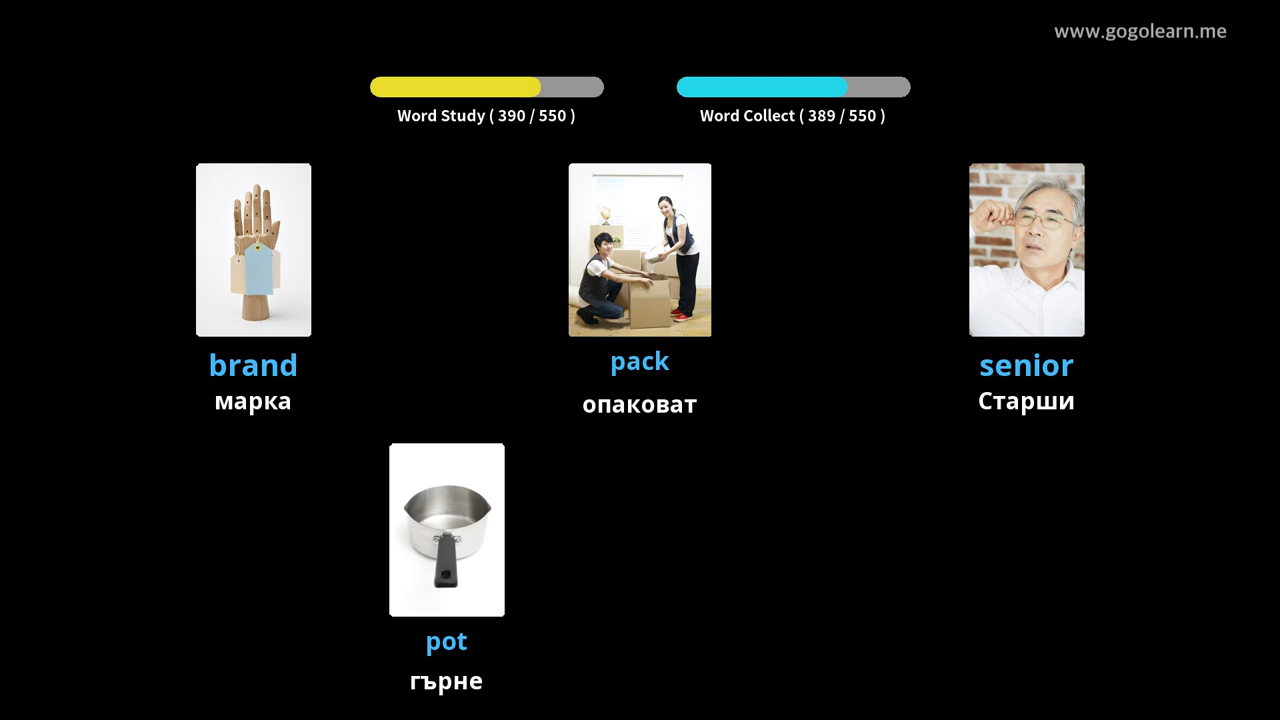 www.gogolearn.me
Word Study ( 390 / 550 )
Word Collect ( 389 / 550 )
brand
марка
pack
опаковат
senior
Старши
pot
гърне